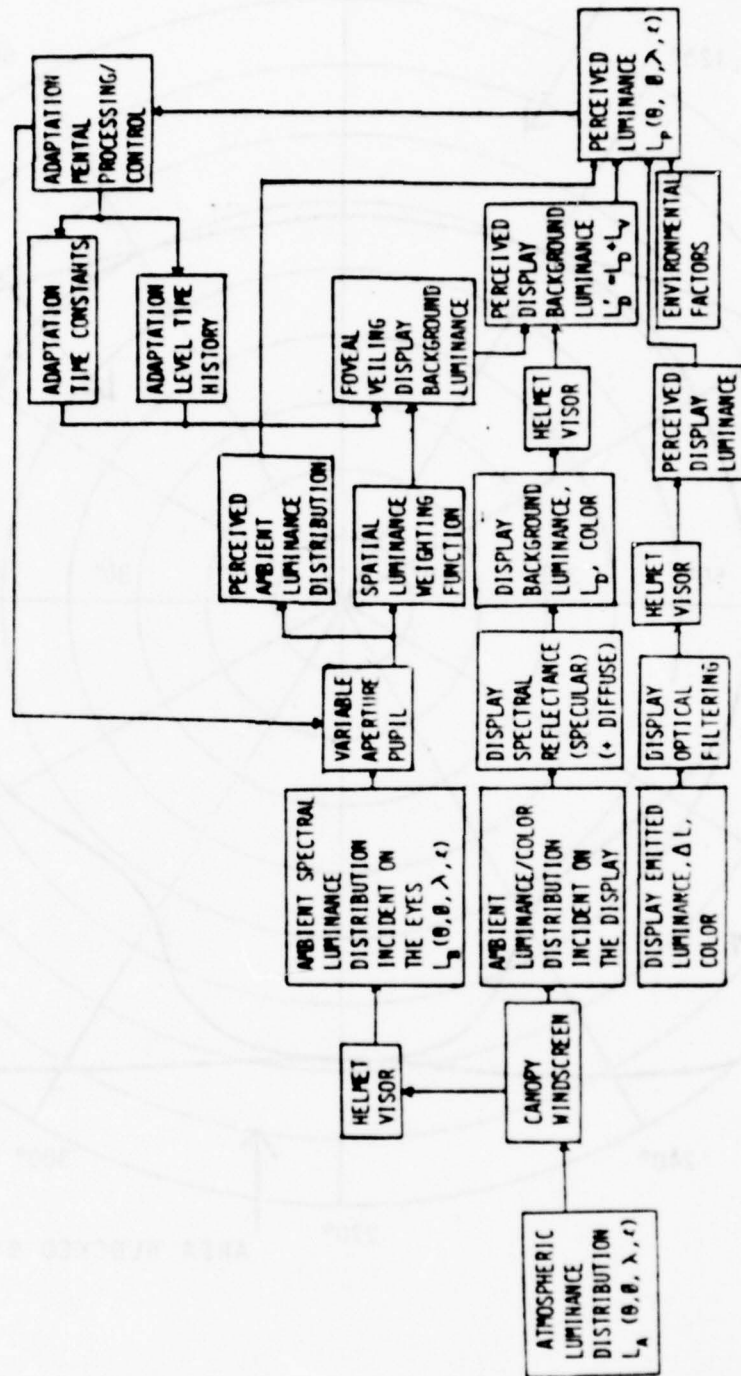 ATMOSPHERIC
LUMINANCE
DISTRIBUTION
L_A (θ,θ,λ,ε)
CANOPY
WINDSCREEN
HELMET
VISOR
AMBIENT SPECTRAL
LUMINANCE
DISTRIBUTION
INCIDENT ON
THE EYES
L_B (θ,θ,λ,ε)
VARIABLE
APERTURE
PUPIL
PERCEIVED
AMBIENT
LUMINANCE
DISTRIBUTION
SPATIAL
LUMINANCE
WEIGHTING
FUNCTION
ADAPTATION
TIME CONSTANTS
ADAPTATION
LEVEL TIME
HISTORY
ADAPTATION
MENTAL
PROCESSING/
CONTROL
FOVEAL
VEILING
DISPLAY
BACKGROUND
LUMINANCE
AMBIENT
LUMINANCE/COLOR
DISTRIBUTION
INCIDENT ON
THE DISPLAY
DISPLAY
SPECTRAL
REFLECTANCE
(SPECULAR)
(+ DIFFUSE)
DISPLAY
BACKGROUND
LUMINANCE,
L_D, COLOR
HELMET
VISOR
PERCEIVED
DISPLAY
BACKGROUND
LUMINANCE
L_D' = L_D + L_V
DISPLAY EMITTED
LUMINANCE, ΔL,
COLOR
DISPLAY
OPTICAL
FILTERING
HELMET
VISOR
PERCEIVED
DISPLAY
LUMINANCE
ENVIRONMENTAL
FACTORS
PERCEIVED
LUMINANCE
L_P (θ, θ, λ, ε)